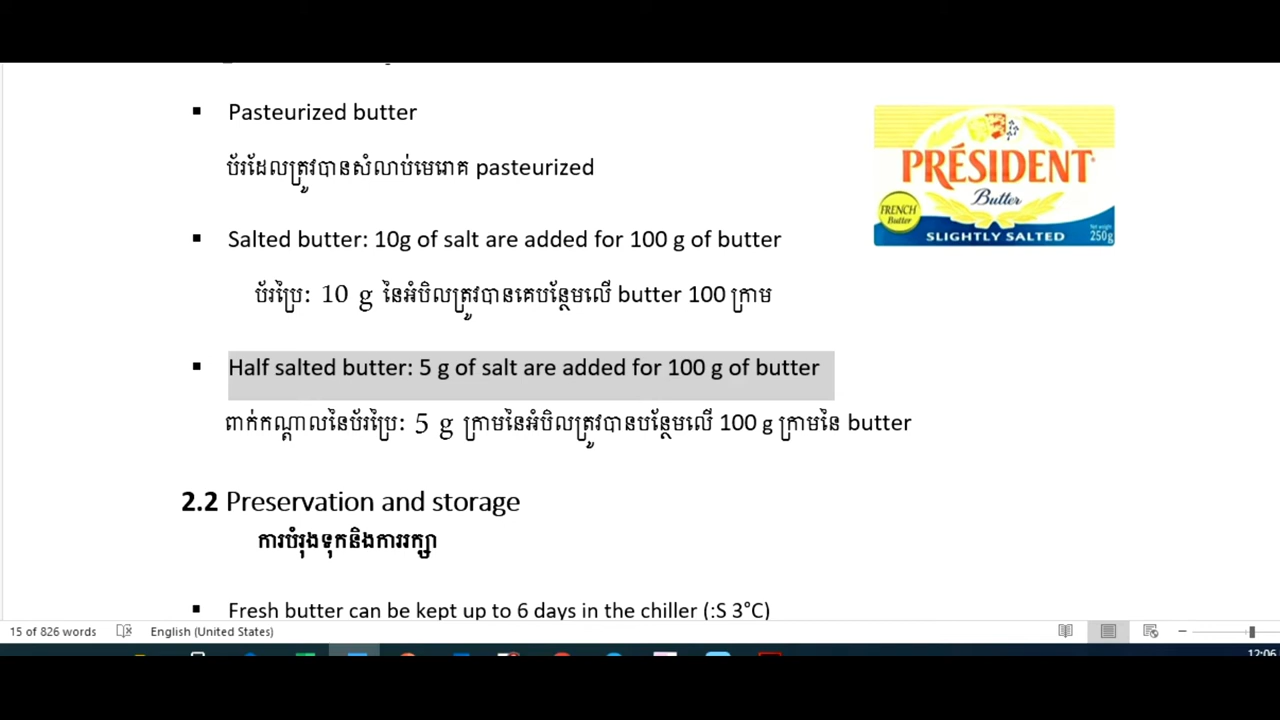 Pasteurized butter
ប័រដែលត្រូវបានសំលាប់មេរោគ pasteurized
Salted butter: 10g of salt are added for 100 g of butter
ប័រប្រៃ: 10 g នៃអំបិលត្រូវបានគេបន្ថែមលើ butter 100 ក្រាម
Half salted butter: 5 g of salt are added for 100 g of butter
ពាក់កណ្ដាលនៃប័រប្រៃ: 5 g ក្រាមនៃអំបិលត្រូវបានបន្ថែមលើ 100 g ក្រាមនៃ butter
2.2 Preservation and storage
ការបំរុងទុកនិងការរក្សា
Fresh butter can be kept up to 6 days in the chiller (:S 3°C)
PRÉSIDENT
Butter
FRENCH
Butter
SLIGHTLY SALTED
Net weight
250g
15 of 826 words
English (United States)
12:06